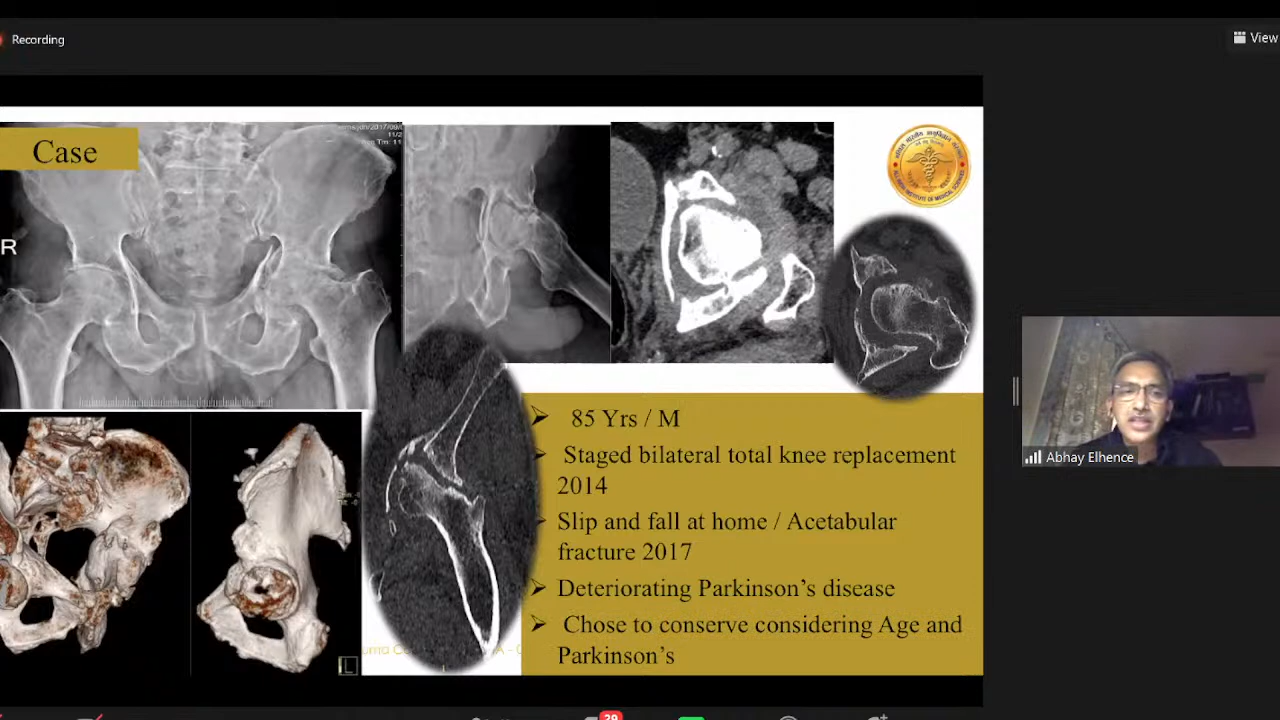 Recording
View
Case
R
85 Yrs / M
Staged bilateral total knee replacement
2014
Slip and fall at home / Acetabular
fracture 2017
Deteriorating Parkinson's disease
Chose to conserve considering Age and
Parkinson's
L
Abhay Elhence
29